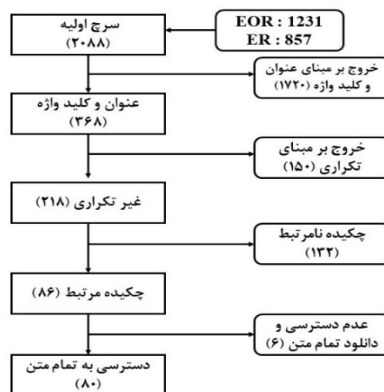 سرچ اولیه
(۲۰۸۸)
EOR : 1231
ER : 857
خروج بر مبنای عنوان
و کلید واژه (۱۷۲۰)
عنوان و کلید واژه
(۳۶۸)
خروج بر مبنای
تکراری (۱۵۰)
غیر تکراری (۲۱۸)
چکیده نامرتبط
(۱۳۲)
چکیده مرتبط (۸۶)
عدم دسترسی و
دانلود تمام متن (۶)
دسترسی به تمام متن
(۸۰)